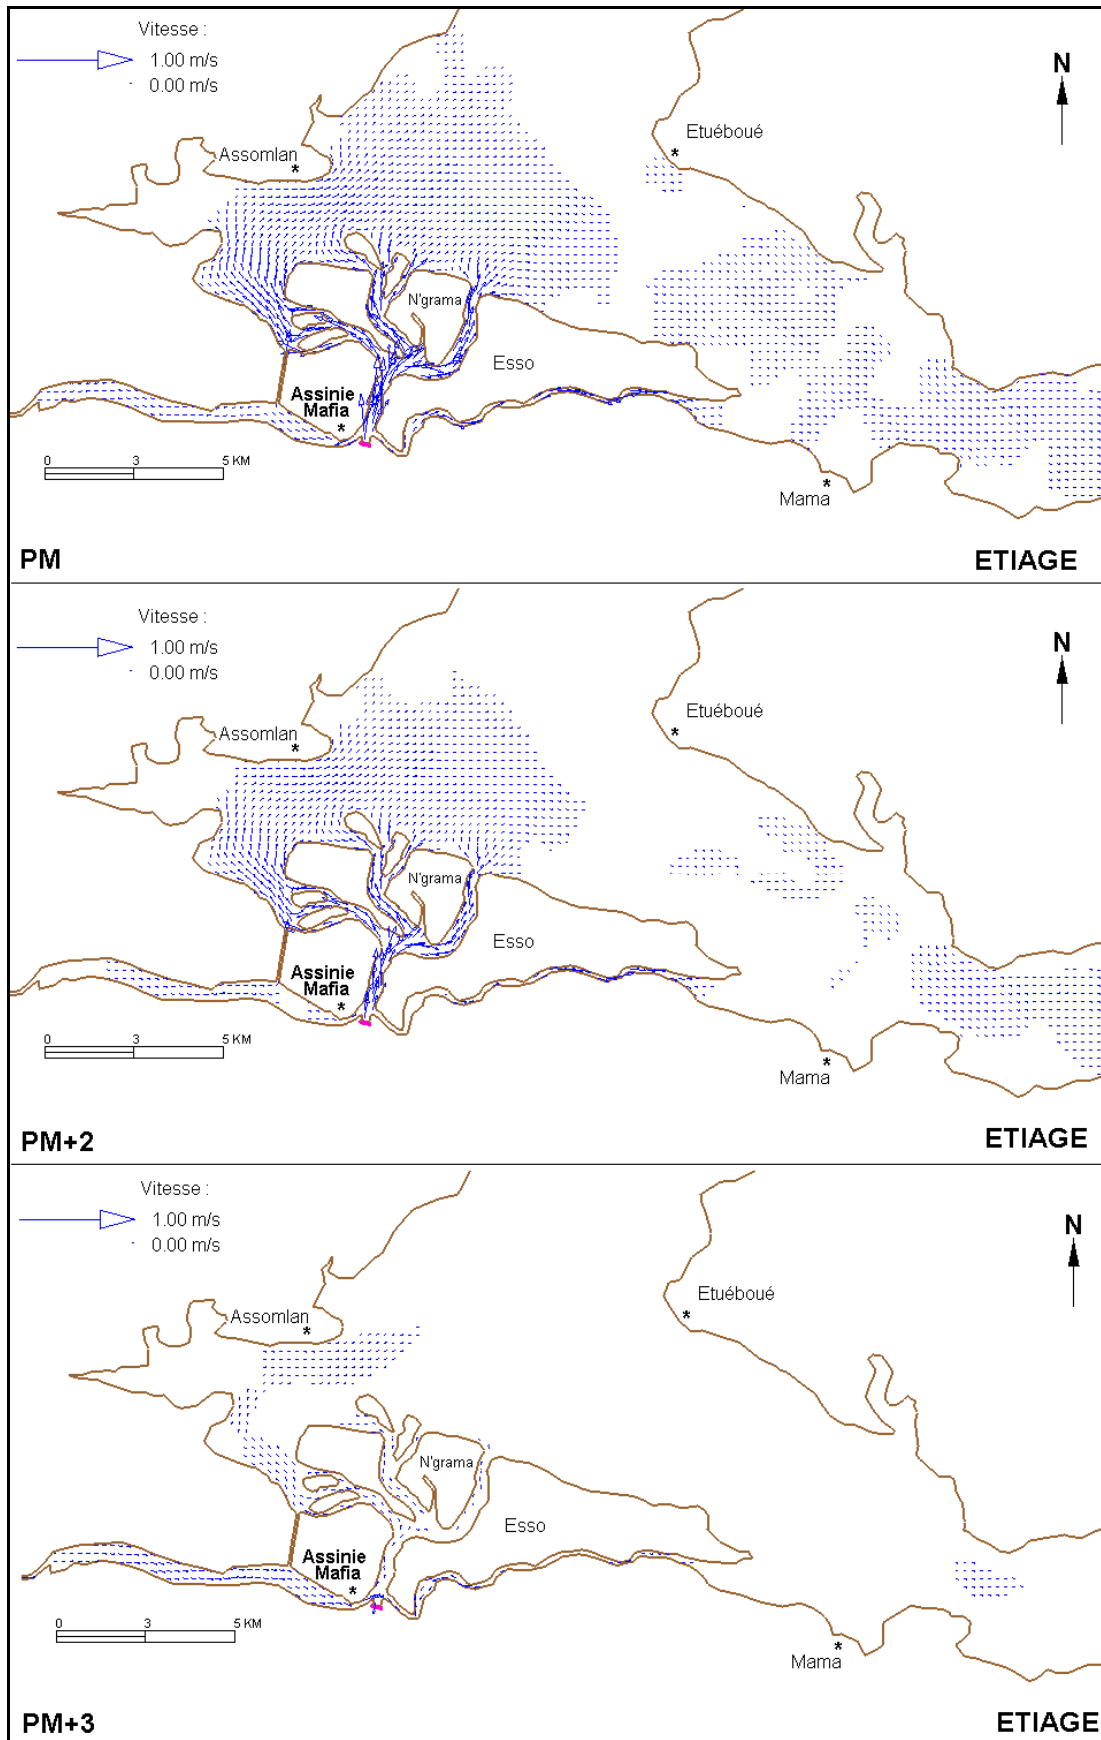 Vitesse :
1.00 m/s
0.00 m/s
N
Etuéboué
Assomlan
*
*
N'grama
Esso
Assinie
Mafia
*
0 3 5 KM
*
Mama
PM ETIAGE
Vitesse :
1.00 m/s
0.00 m/s
N
Etuéboué
*
Assomlan
*
N'grama
Esso
Assinie
Mafia
*
0 3 5 KM
*
Mama
PM+2 ETIAGE
Vitesse :
1.00 m/s
0.00 m/s
N
Etuéboué
*
Assomlan
*
N'grama
Esso
Assinie
Mafia
*
0 3 5 KM
*
Mama
PM+3 ETIAGE